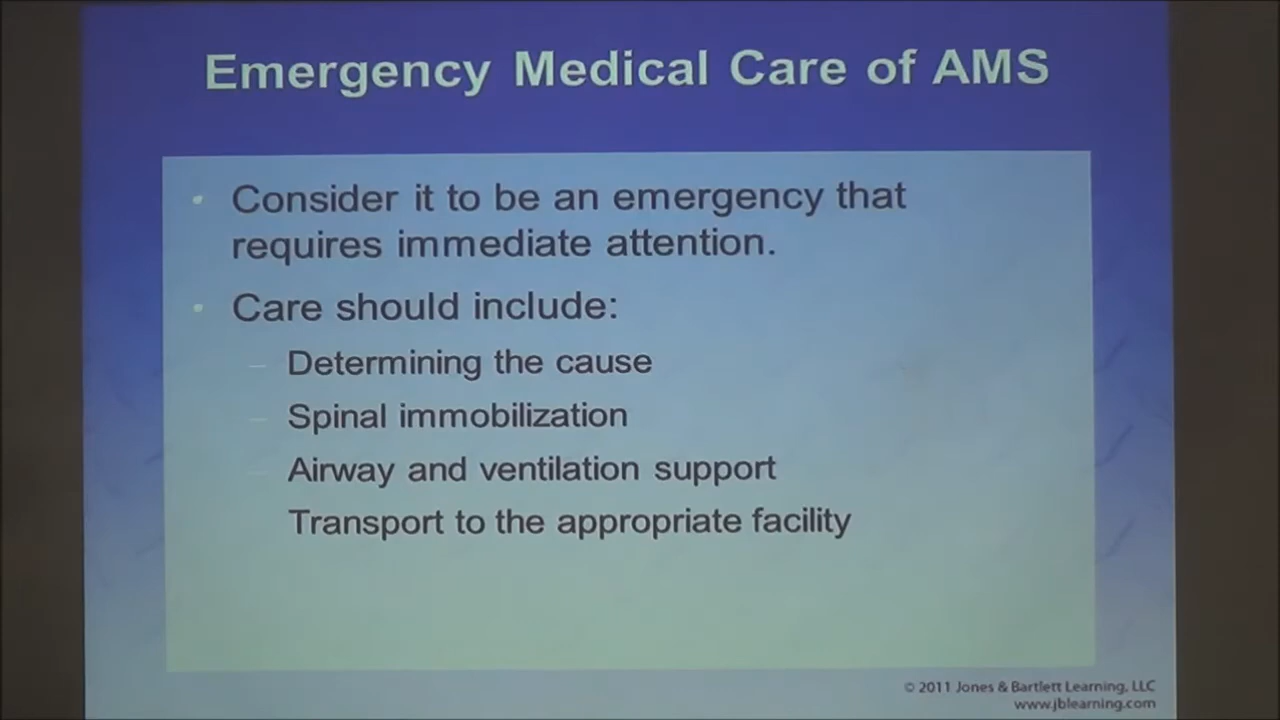 Emergency Medical Care of AMS
• Consider it to be an emergency that
requires immediate attention.
• Care should include:
– Determining the cause
– Spinal immobilization
– Airway and ventilation support
Transport to the appropriate facility
© 2011 Jones & Bartlett Learning, LLC
www.jblearning.com